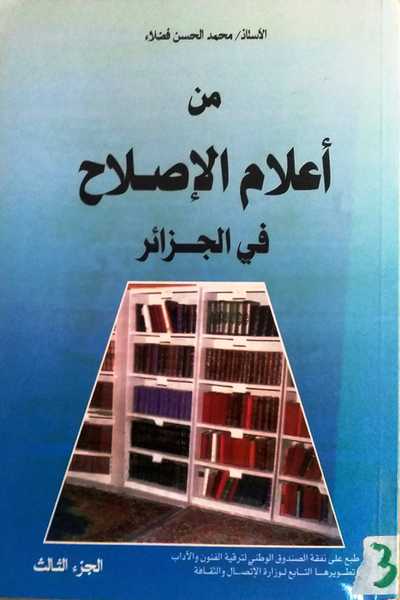 الأستاذ/ محمد الحسن فضلاء
من
أعلام الإصلاح
في الجزائر
طبع على نفقة الصندوق الوطني لترقية الفنون والآداب
وتطويرها التابع لوزارة الإتصال والثقافة
الجزء الثالث
3